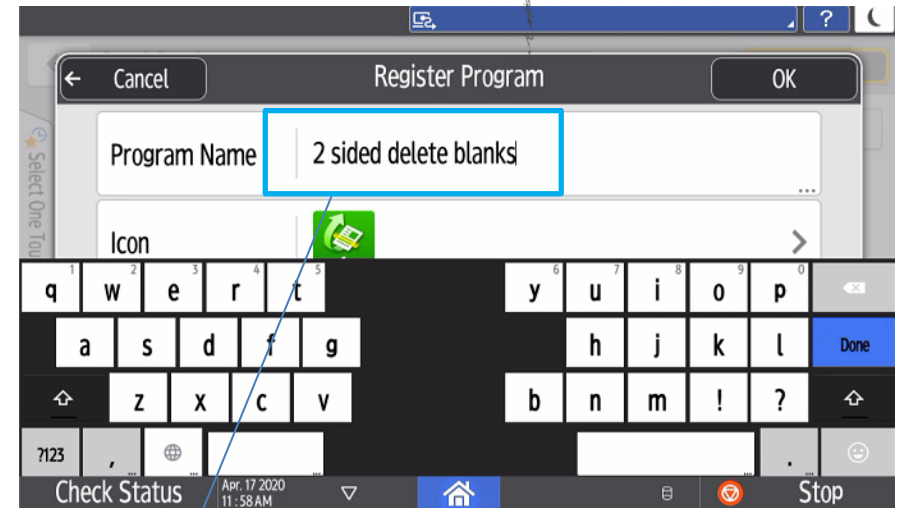 ?
Cancel Register Program OK
Program Name 2 sided delete blanks
...
Select One Tou
Icon
q 1 w 2 e 3 r 4 t 5 y 6 u 7 i 8 o 9 p 0
a s d f g h j k l Done
z x c v b n m ! ?
?123 , ... ... ... ... . ...
Check Status Apr. 17 2020 Stop
11 : 58 AM